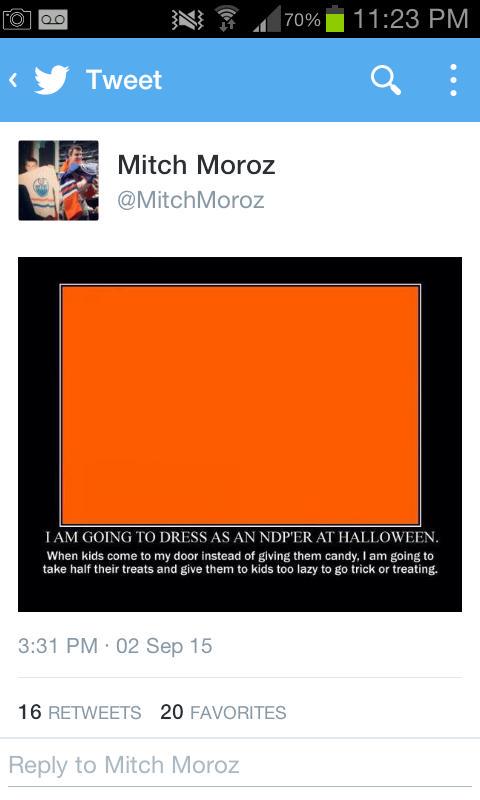 70% 11:23 PM
Tweet
Mitch Moroz
@MitchMoroz
I AM GOING TO DRESS AS AN NDP'ER AT HALLOWEEN.
When kids come to my door instead of giving them candy, I am going to
take half their treats and give them to kids too lazy to go trick or treating.
3:31 PM · 02 Sep 15
16 RETWEETS 20 FAVORITES
Reply to Mitch Moroz